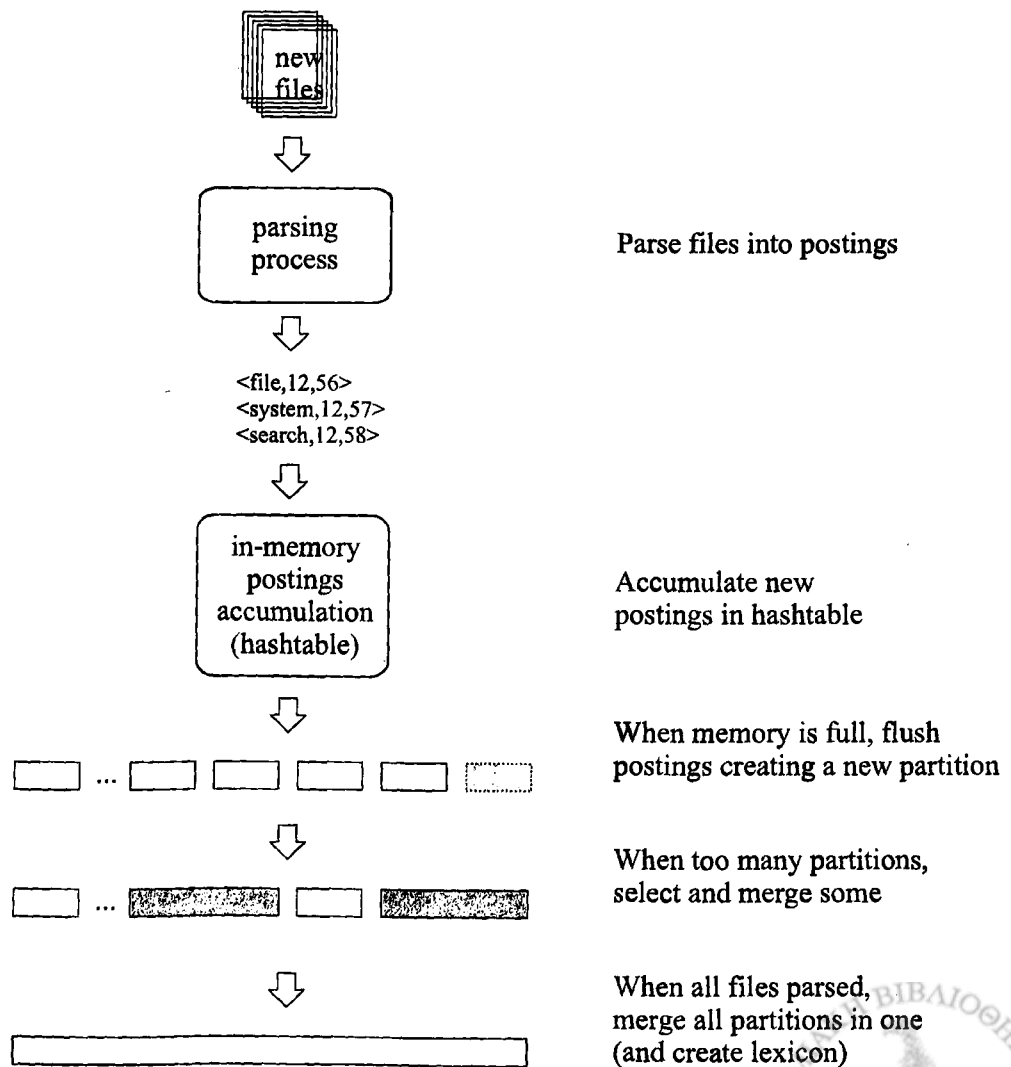 new
files
parsing
process
Parse files into postings
<file,12,56>
<system,12,57>
<search,12,58>
in-memory
postings
accumulation
(hashtable)
Accumulate new
postings in hashtable
When memory is full, flush
postings creating a new partition
...
When too many partitions,
select and merge some
...
When all files parsed,
merge all partitions in one
(and create lexicon)